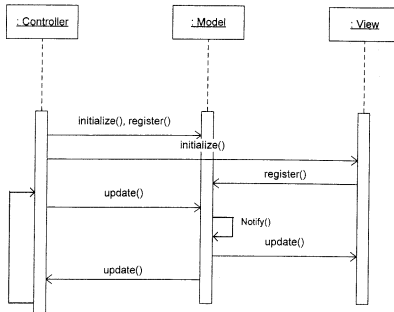 : Controller
: Model
: View
initialize(), register()
initialize()
register()
update()
Notify()
update()
update()